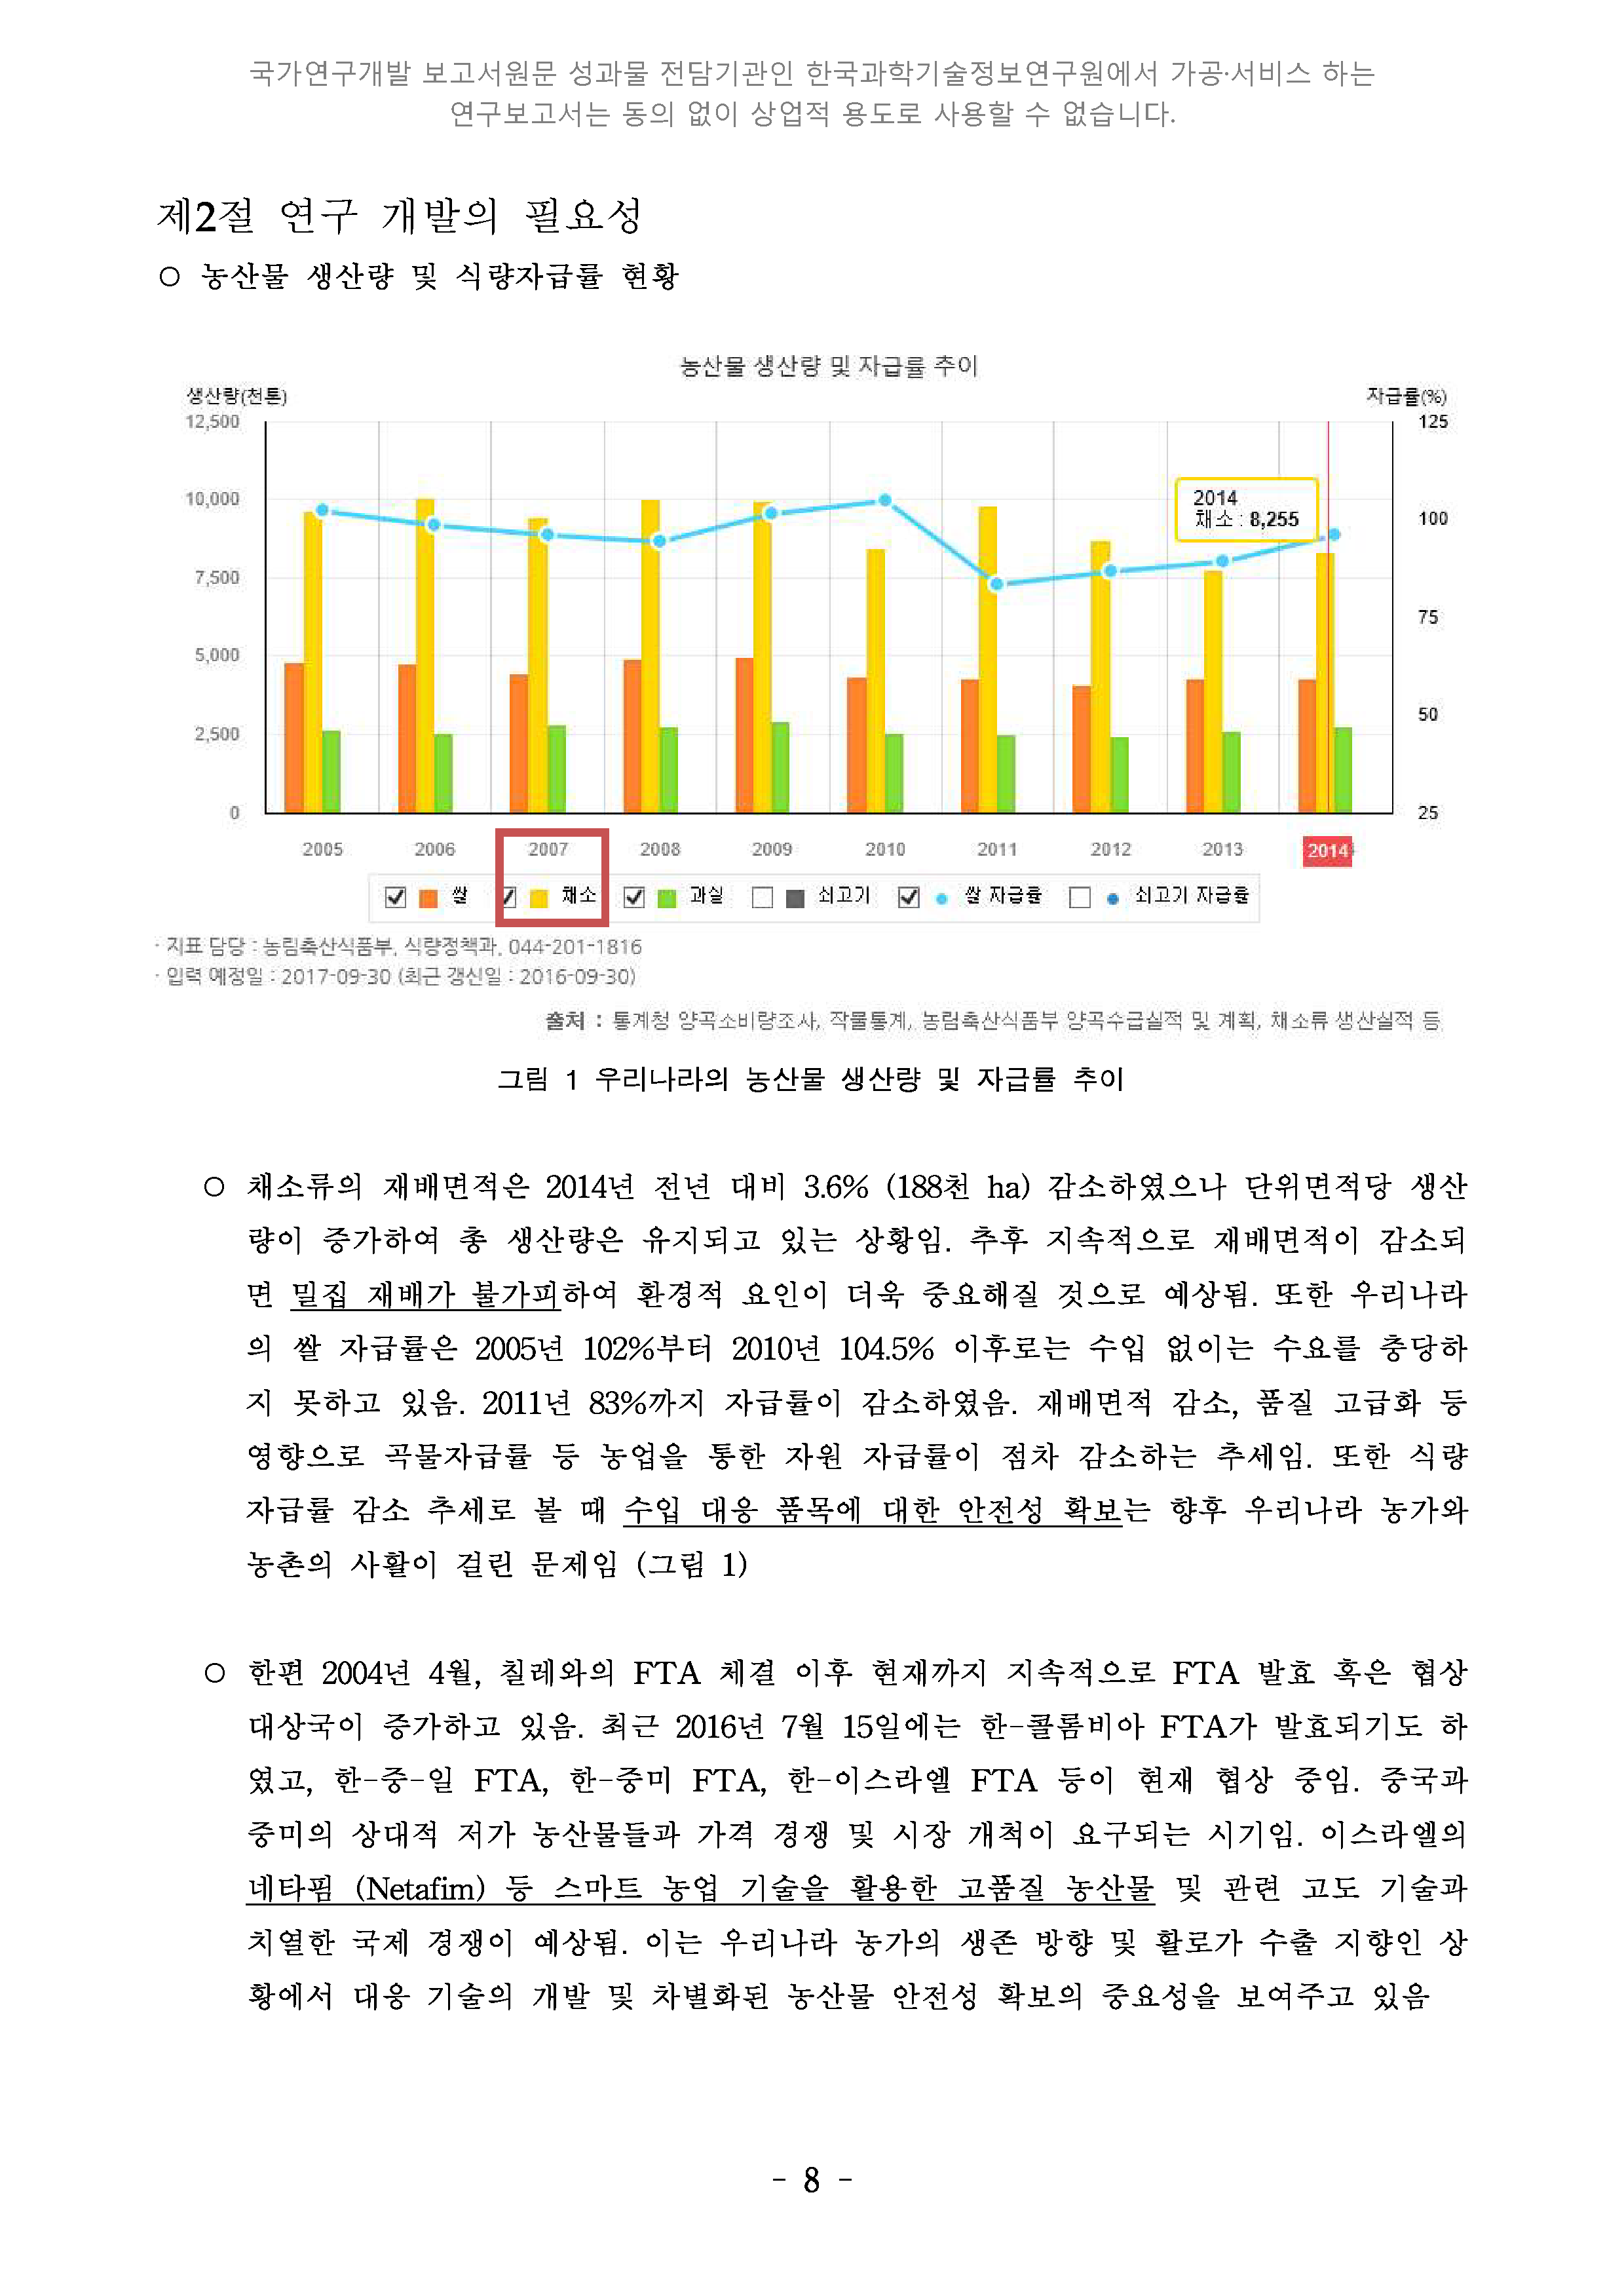 국가연구개발 보고서원문 성과물 전담기관인 한국과학기술정보연구원에서 가공·서비스 하는
연구보고서는 동의 없이 상업적 용도로 사용할 수 없습니다.
제2절 연구 개발의 필요성
○ 농산물 생산량 및 식량자급률 현황
농산물 생산량 및 자급률 추이
생산량(천톤) 자급률(%)
12,500 125
10,000 100
7,500 75
5,000 50
2,500 25
0
2014
채소 : 8,255
2005 2006 2007 2008 2009 2010 2011 2012 2013 2014
쌀 채소 과실 쇠고기 쌀 자급율 쇠고기 자급율
· 지표 담당 : 농림축산식품부, 식량정책과, 044-201-1816
· 입력 예정일 : 2017-09-30 (최근 갱신일 : 2016-09-30)
출처 : 통계청 양곡소비량조사, 작물통계, 농림축산식품부 양곡수급실적 및 계획, 채소류 생산실적 등
그림 1 우리나라의 농산물 생산량 및 자급률 추이
○ 채소류의 재배면적은 2014년 전년 대비 3.6% (188천 ha) 감소하였으나 단위면적당 생산
량이 증가하여 총 생산량은 유지되고 있는 상황임. 추후 지속적으로 재배면적이 감소되
면 밀집 재배가 불가피하여 환경적 요인이 더욱 중요해질 것으로 예상됨. 또한 우리나라
의 쌀 자급률은 2005년 102%부터 2010년 104.5% 이후로는 수입 없이는 수요를 충당하
지 못하고 있음. 2011년 83%까지 자급률이 감소하였음. 재배면적 감소, 품질 고급화 등
영향으로 곡물자급률 등 농업을 통한 자원 자급률이 점차 감소하는 추세임. 또한 식량
자급률 감소 추세로 볼 때 수입 대응 품목에 대한 안전성 확보는 향후 우리나라 농가와
농촌의 사활이 걸린 문제임 (그림 1)
○ 한편 2004년 4월, 칠레와의 FTA 체결 이후 현재까지 지속적으로 FTA 발효 혹은 협상
대상국이 증가하고 있음. 최근 2016년 7월 15일에는 한-콜롬비아 FTA가 발효되기도 하
였고, 한-중-일 FTA, 한-중미 FTA, 한-이스라엘 FTA 등이 현재 협상 중임. 중국과
중미의 상대적 저가 농산물들과 가격 경쟁 및 시장 개척이 요구되는 시기임. 이스라엘의
네타핌 (Netafim) 등 스마트 농업 기술을 활용한 고품질 농산물 및 관련 고도 기술과
치열한 국제 경쟁이 예상됨. 이는 우리나라 농가의 생존 방향 및 활로가 수출 지향인 상
황에서 대응 기술의 개발 및 차별화된 농산물 안전성 확보의 중요성을 보여주고 있음
- 8 -